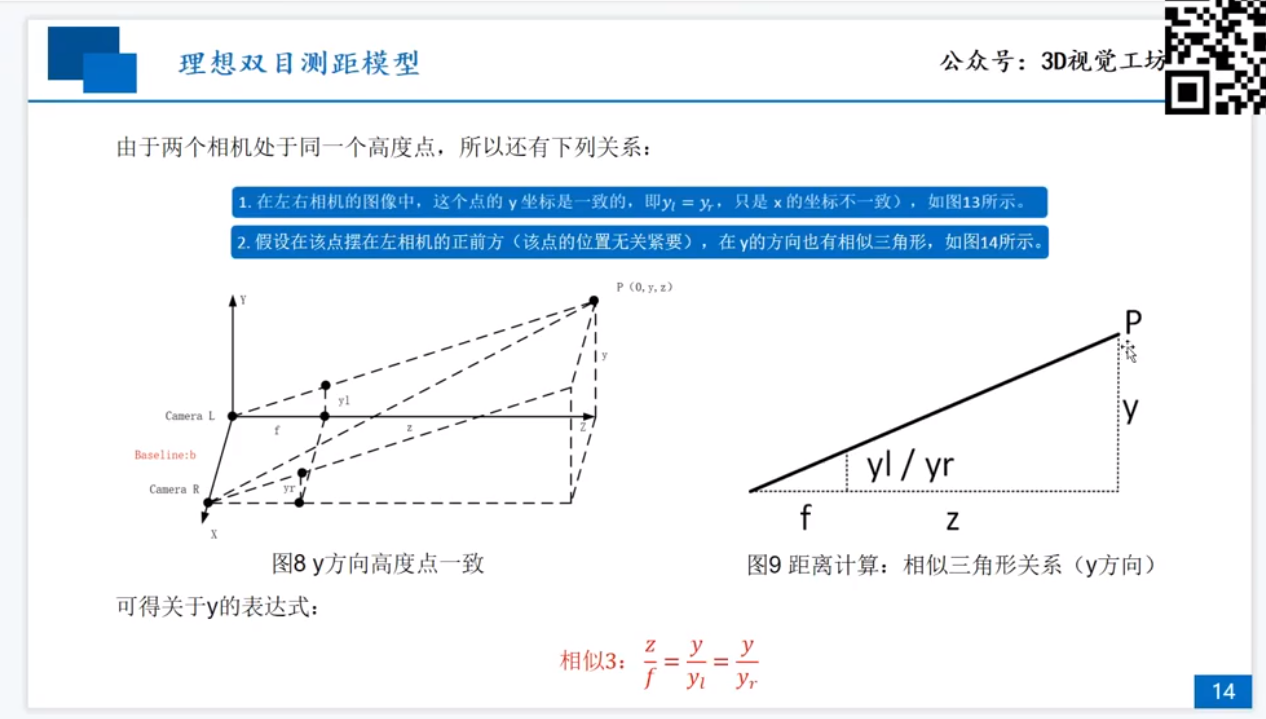 理想双目测距模型
公众号：3D视觉工坊
由于两个相机处于同一个高度点，所以还有下列关系：
1. 在左右相机的图像中，这个点的 y 坐标是一致的，即yₗ = yᵣ，只是 x 的坐标不一致），如图13所示。
2. 假设在该点摆在左相机的正前方（该点的位置无关紧要），在 y的方向也有相似三角形，如图14所示。
Y
P（0,y,z）
y
yl
Camera L
f
z
Z
Baseline:b
Camera R
yr
X
P
y
yl / yr
f
z
图8 y方向高度点一致
图9 距离计算：相似三角形关系（y方向）
可得关于y的表达式：
相似3： z/f = y/yₗ = y/yᵣ
14